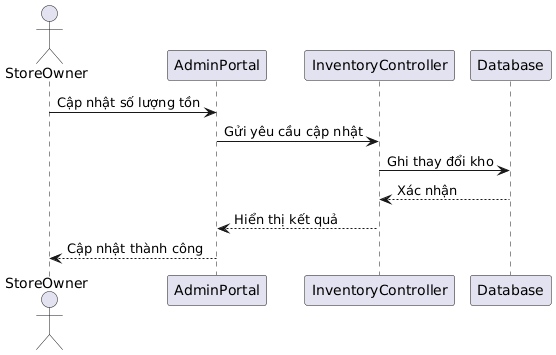 StoreOwner
AdminPortal
InventoryController
Database
Cập nhật số lượng tồn
Gửi yêu cầu cập nhật
Ghi thay đổi kho
Xác nhận
Hiển thị kết quả
Cập nhật thành công
StoreOwner
AdminPortal
InventoryController
Database